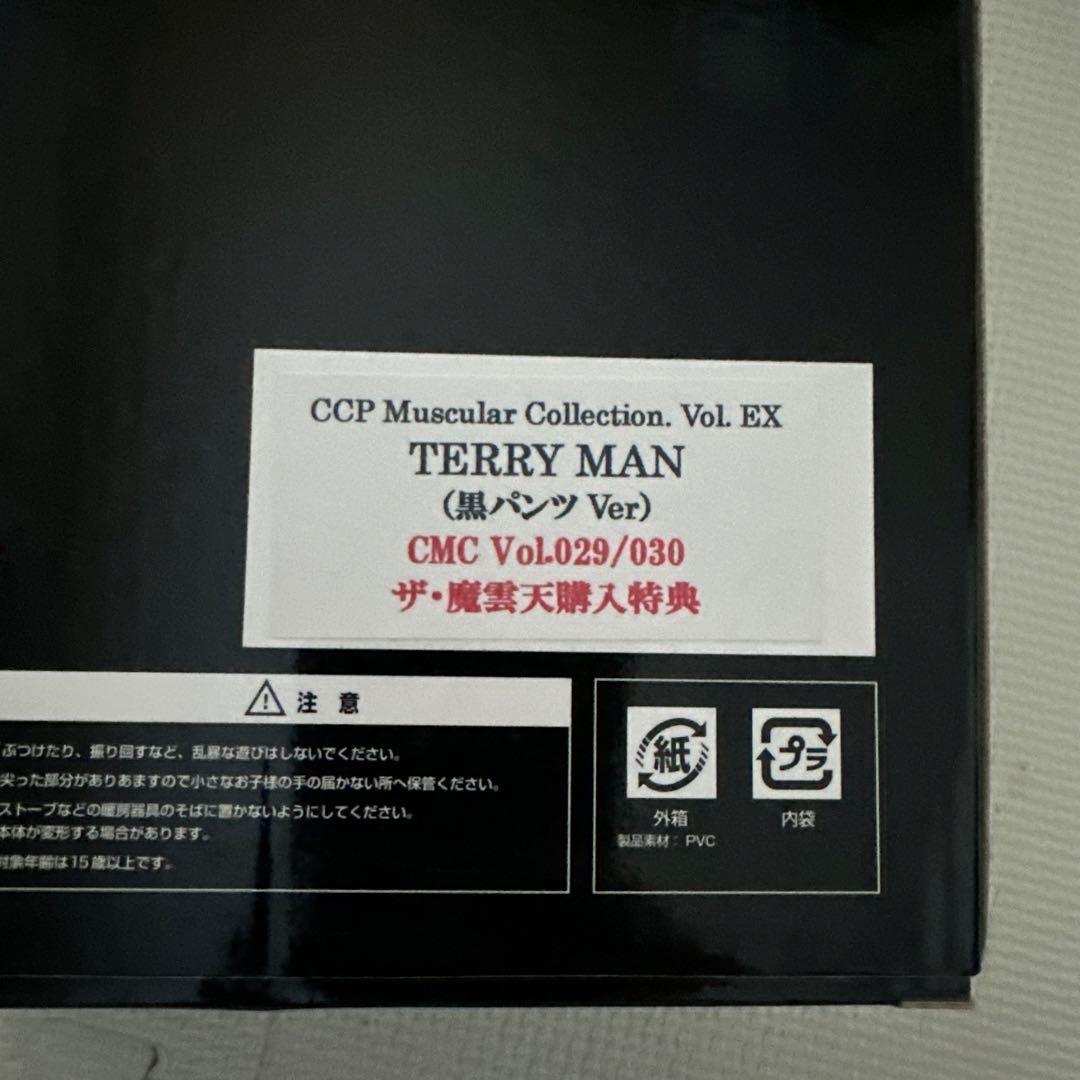 CCP Muscular Collection. Vol. EX
TERRY MAN
（黒パンツ Ver）
CMC Vol.029/030
ザ・魔雲天購入特典
注 意
ぶつけたり、振り回すなど、乱暴な遊びはしないでください。
尖った部分がありあますので小さなお子様の手の届かない所へ保管ください。
ストーブなどの暖房器具のそばに置かないようにしてください。
本体が変形する場合があります。
対象年齢は15歳以上です。
紙
外箱
プラ
内袋
製品素材： PVC